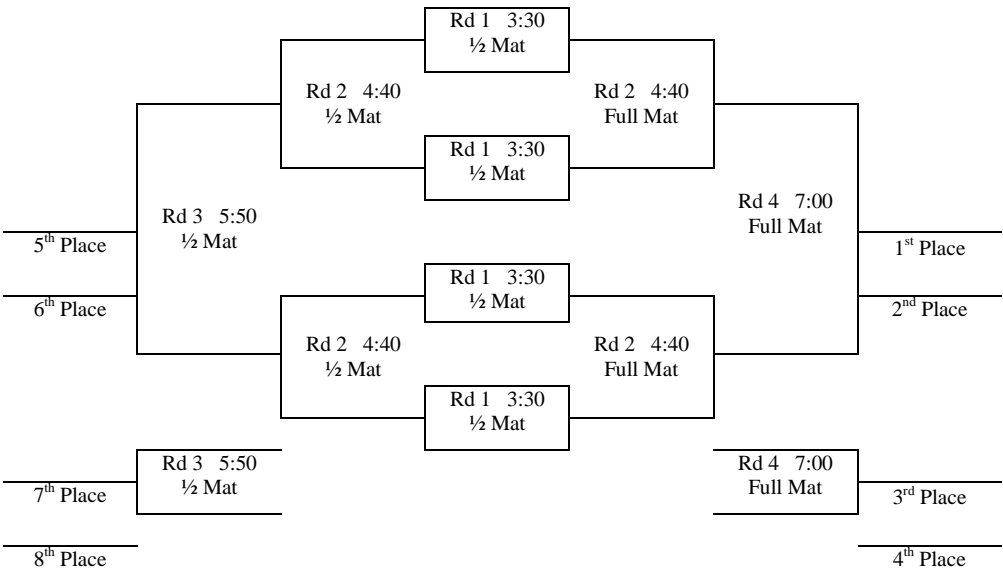 Rd 1 3:30
½ Mat
Rd 2 4:40
½ Mat
Rd 2 4:40
Full Mat
Rd 1 3:30
½ Mat
Rd 3 5:50
½ Mat
Rd 4 7:00
Full Mat
5th Place
1st Place
Rd 1 3:30
½ Mat
6th Place
2nd Place
Rd 2 4:40
½ Mat
Rd 2 4:40
Full Mat
Rd 1 3:30
½ Mat
Rd 3 5:50
½ Mat
Rd 4 7:00
Full Mat
7th Place
3rd Place
8th Place
4th Place